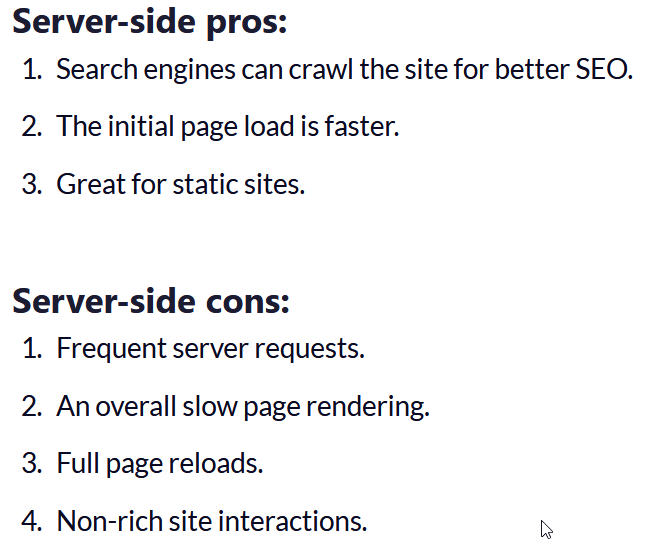 Server-side pros:
1. Search engines can crawl the site for better SEO.
2. The initial page load is faster.
3. Great for static sites.
Server-side cons:
1. Frequent server requests.
2. An overall slow page rendering.
3. Full page reloads.
4. Non-rich site interactions.